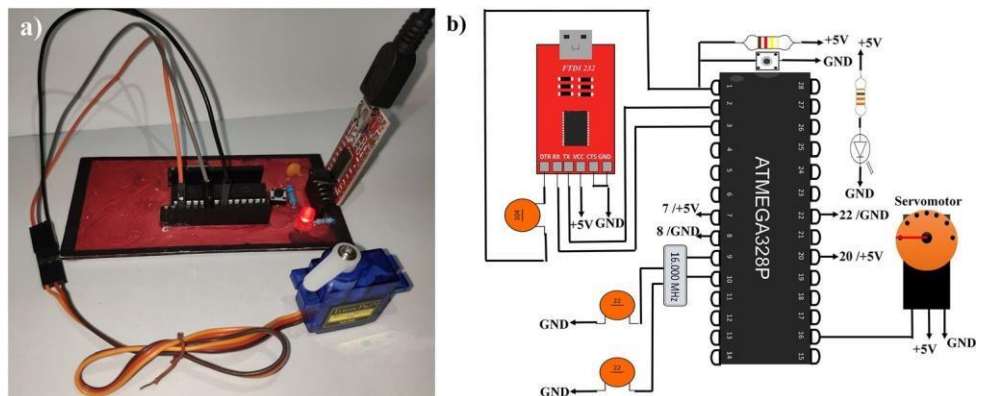 a)
b)
FTDI 232
DTR RX TX VCC CTS GND
104
+5V
GND
+5V
GND
+5V
GND
1
2
3
4
5
6
7
8
9
10
11
12
13
14
28
27
26
25
24
23
22
21
20
19
18
17
16
15
ATMEGA328P
7 /+5V
8 /GND
22 /GND
20 /+5V
16.000 MHz
22
GND
22
GND
Servomotor
+5V
GND